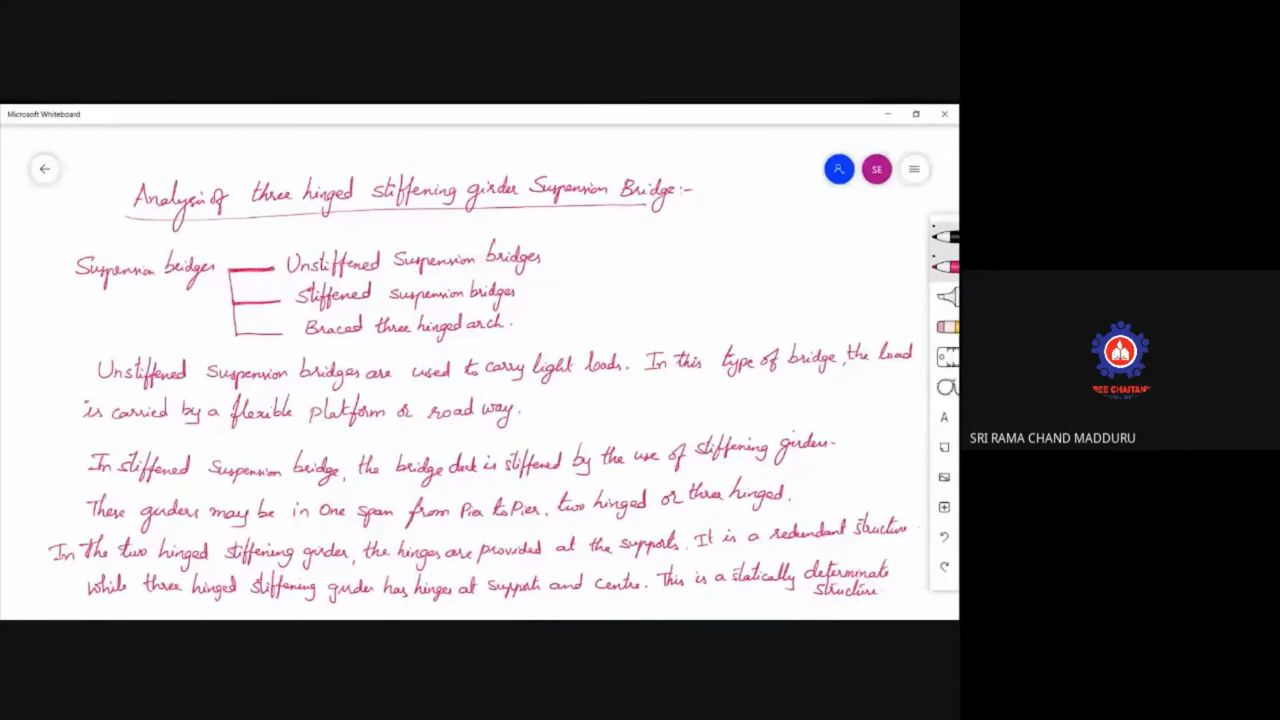 Microsoft Whiteboard
SE
Analysis of three hinged stiffening girder Suspension Bridge:-
Suspension beidges
Unstiffened Suspension bridges
Stiffened suspension bridges
Braced three hinged arch.
Unstiffened suspension bridges are used to carry light loads. In this type of bridge, the load
is carried by a flexible platform or road way.
In stiffened suspension bridge, the bridge deck is stiffened by the use of stiffening girders.
These girders may be in one span from Pier to Pier, two hinged or three hinged.
In the two hinged stiffening girder, the hinges are provided at the supports. It is a redendant structure
while three hinged stiffening girder has hinges at supports and centre. This is a statically determinate
structure.
A
REE CHAITANY
SRI RAMA CHAND MADDURU